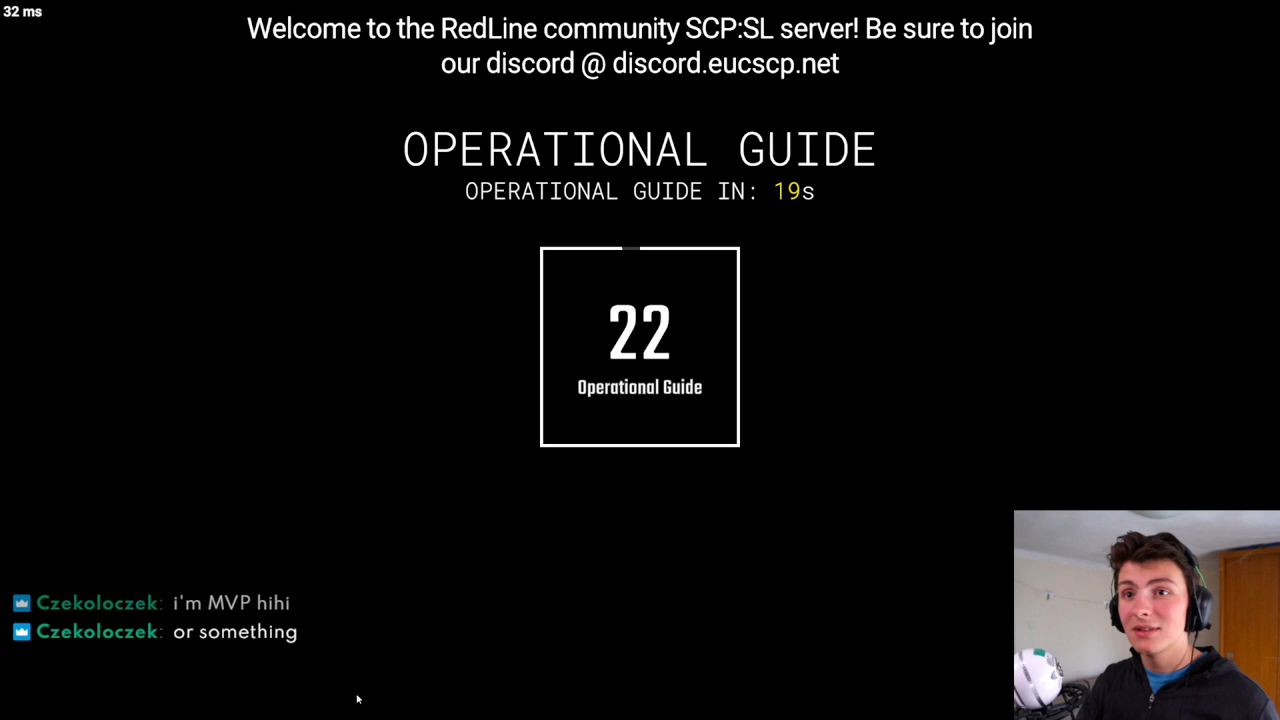 32 ms
Welcome to the RedLine community SCP:SL server! Be sure to join
our discord @ discord.eucscp.net
OPERATIONAL GUIDE
OPERATIONAL GUIDE IN: 19s
22
Operational Guide
Czekoloczek: i'm MVP hihi
Czekoloczek: or something